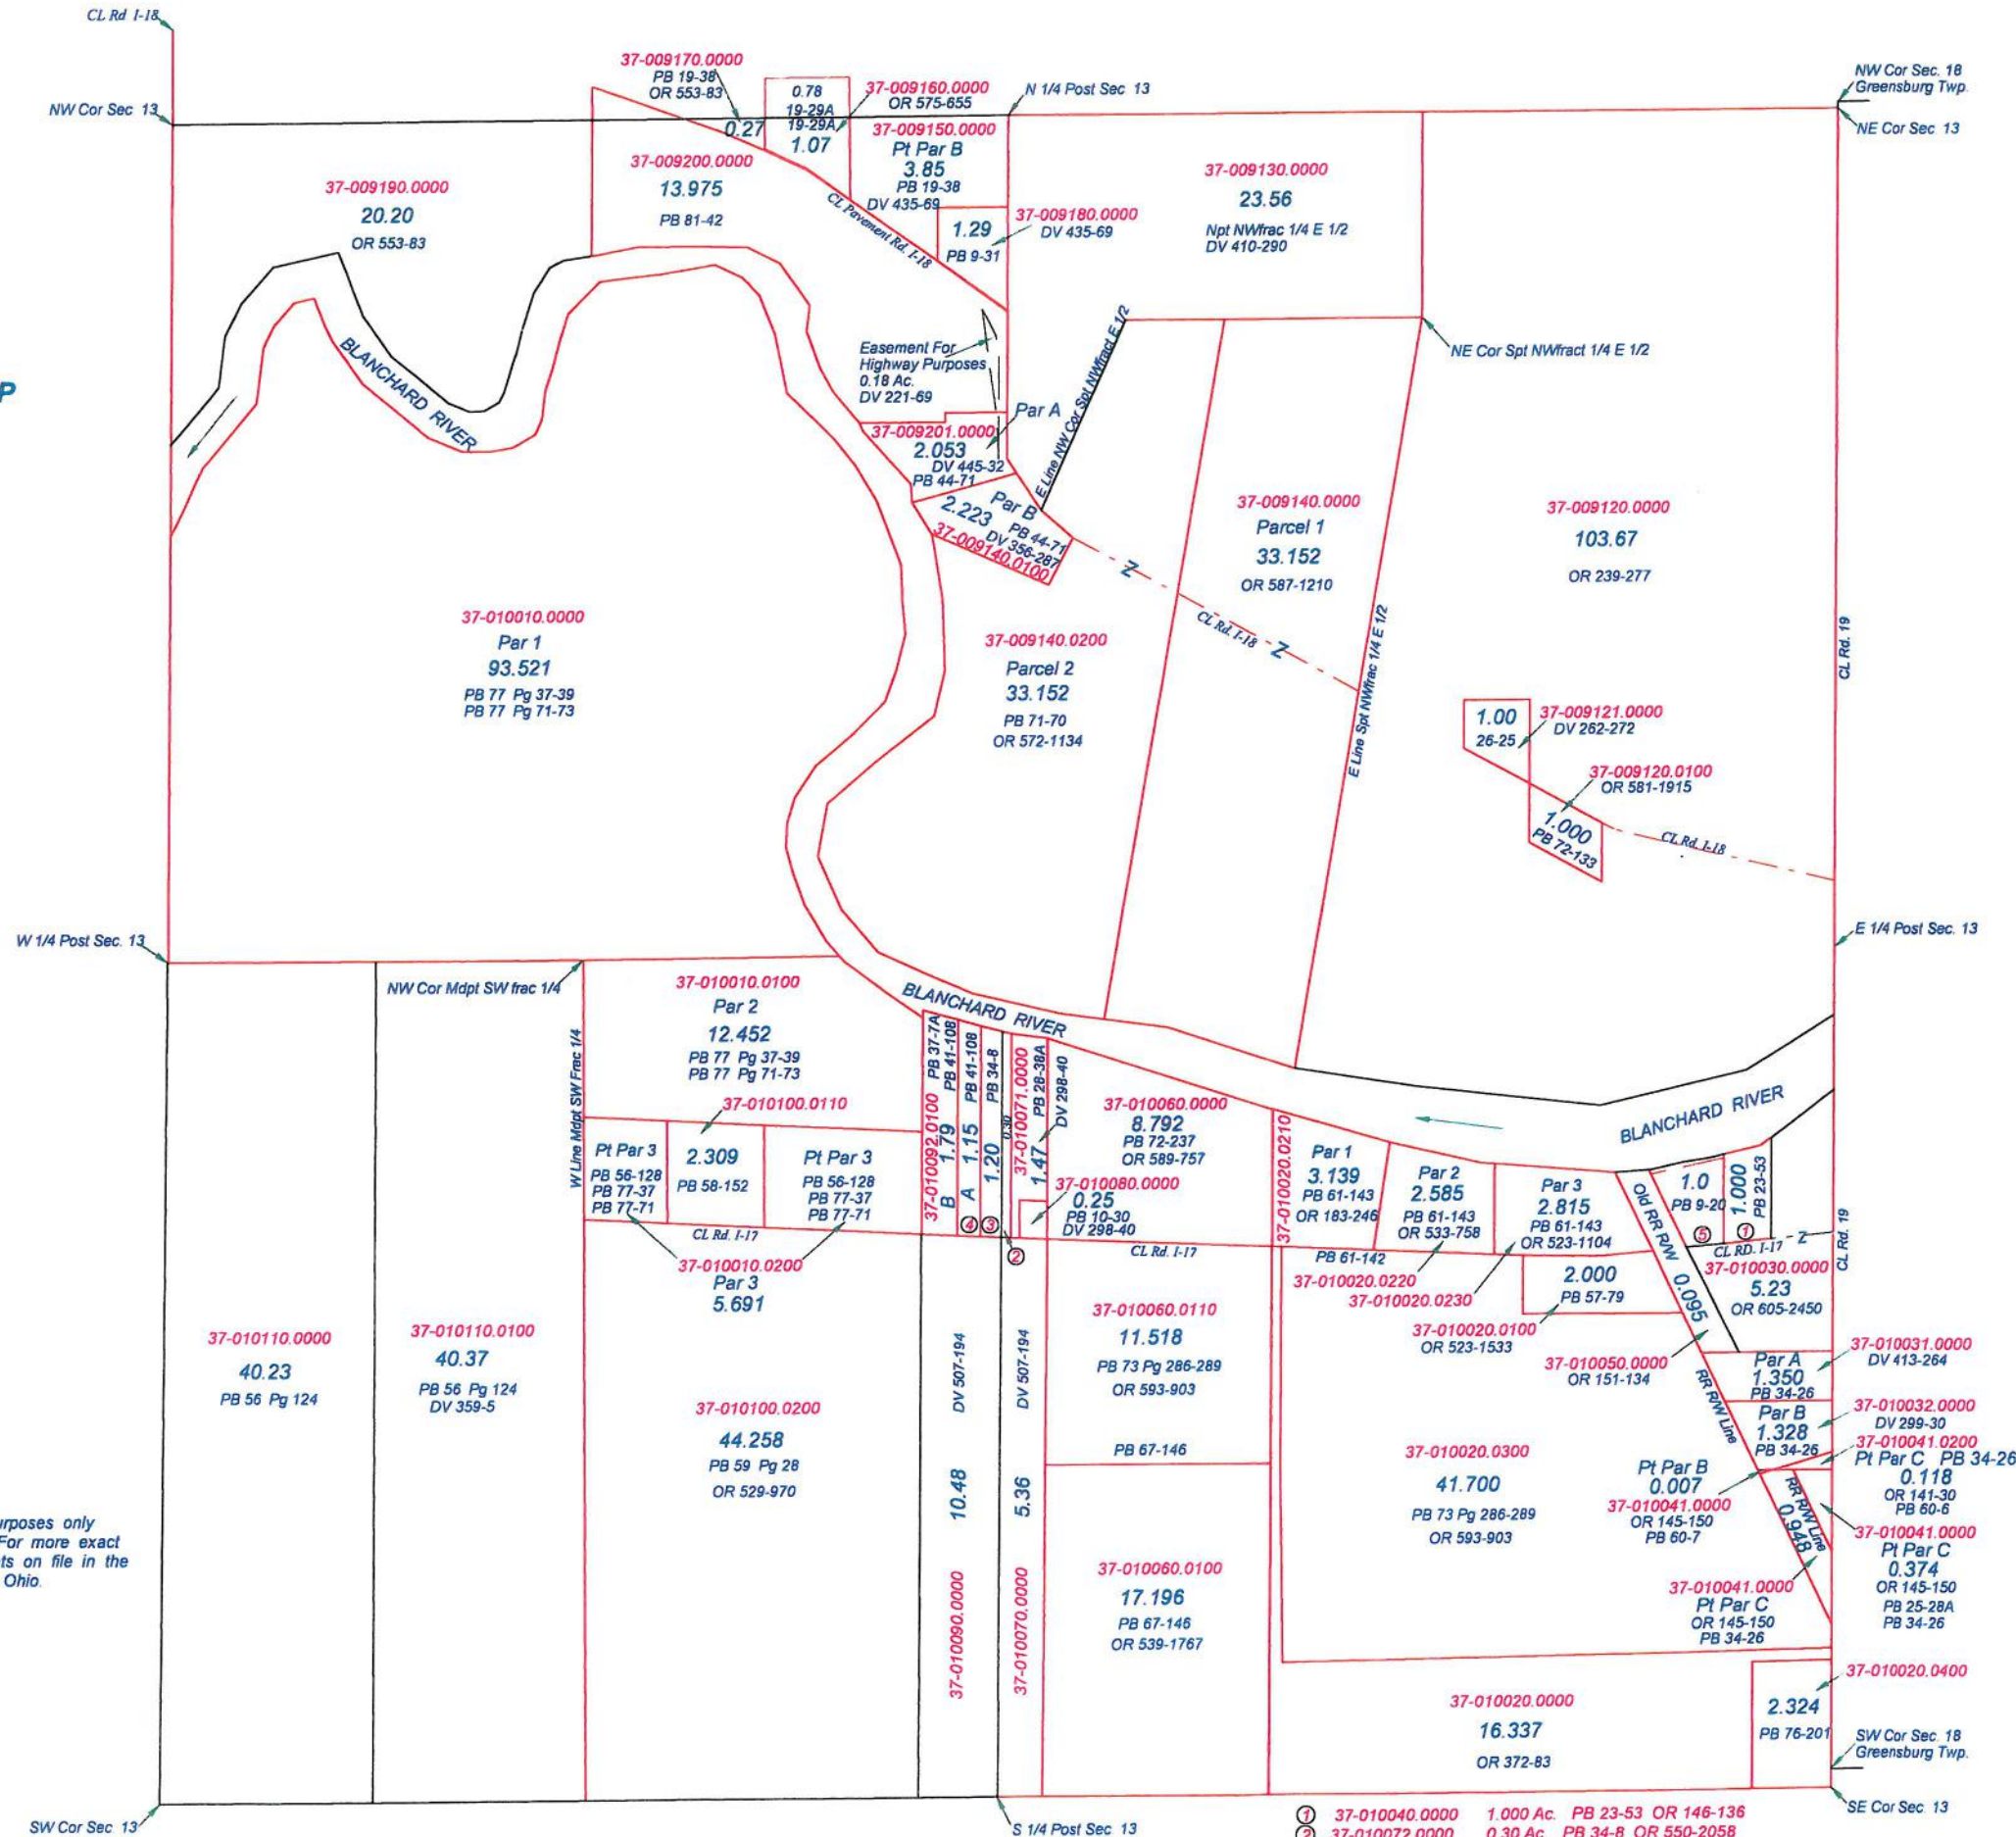 CL Rd I-18
NW Cor Sec 13
37-009170.0000
PB 19-38
OR 553-83
0.27
0.78
19-29A
19-29A
1.07
37-009160.0000
OR 575-655
N 1/4 Post Sec 13
NW Cor Sec. 18
Greensburg Twp.
NE Cor Sec 13
37-009190.0000
20.20
OR 553-83
37-009200.0000
13.975
PB 81-42
37-009150.0000
Pt Par B
3.85
PB 19-38
DV 435-69
CL Pavement Rd. I-18
1.29
PB 9-31
37-009180.0000
DV 435-69
37-009130.0000
23.56
Npt NWfrac 1/4 E 1/2
DV 410-290
P
BLANCHARD RIVER
Easement For
Highway Purposes
0.18 Ac.
DV 221-69
E Line NW Cor Spt NWfract E 1/2
NE Cor Spt NWfract 1/4 E 1/2
Par A
37-009201.0000
2.053
DV 445-32
PB 44-71
Par B
2.223
PB 44-71
DV 356-287
37-009140.0100
Z
CL Rd. I-18
Z
37-009140.0000
Parcel 1
33.152
OR 587-1210
E Line Spt NWfrac 1/4 E 1/2
37-009120.0000
103.67
OR 239-277
CL Rd. 19
37-010010.0000
Par 1
93.521
PB 77 Pg 37-39
PB 77 Pg 71-73
37-009140.0200
Parcel 2
33.152
PB 71-70
OR 572-1134
1.00
26-25
37-009121.0000
DV 262-272
37-009120.0100
OR 581-1915
1.000
PB 72-133
CL Rd. I-18
W 1/4 Post Sec. 13
E 1/4 Post Sec. 13
NW Cor Mdpt SW frac 1/4
W Line Mdpt SW Frac 1/4
37-010010.0100
Par 2
12.452
PB 77 Pg 37-39
PB 77 Pg 71-73
BLANCHARD RIVER
37-010100.0110
Pt Par 3
PB 56-128
PB 77-37
PB 77-71
2.309
PB 58-152
Pt Par 3
PB 56-128
PB 77-37
PB 77-71
CL Rd. I-17
37-010010.0200
Par 3
5.691
37-010092.0100 PB 37-7A
B 1.79 PB 41-108
A 1.15 PB 41-108
4
1.20 PB 34-8
3
0.30
2
37-010071.0000
1.47 PB 28-38A
DV 298-40
37-010080.0000
0.25
PB 10-30
DV 298-40
37-010060.0000
8.792
PB 72-237
OR 589-757
CL Rd. I-17
37-010020.0210
Par 1
3.139
PB 61-143
OR 183-246
Par 2
2.585
PB 61-143
OR 533-758
Par 3
2.815
PB 61-143
OR 523-1104
BLANCHARD RIVER
Old RR R/W 0.095
1.0
PB 9-20
5
1.000
PB 23-53
1
CL RD. I-17 Z
CL Rd. 19
PB 61-142
37-010020.0220
37-010020.0230
2.000
PB 57-79
37-010020.0100
OR 523-1533
37-010030.0000
5.23
OR 605-2450
37-010050.0000
OR 151-134
Par A
1.350
PB 34-26
37-010031.0000
DV 413-264
RR R/W Line
Par B
1.328
PB 34-26
37-010032.0000
DV 299-30
37-010041.0200
Pt Par C PB 34-26
0.118
OR 141-30
PB 60-6
37-010110.0000
40.23
PB 56 Pg 124
37-010110.0100
40.37
PB 56 Pg 124
DV 359-5
37-010100.0200
44.258
PB 59 Pg 28
OR 529-970
37-010090.0000 10.48 DV 507-194
37-010070.0000 5.36 DV 507-194
37-010060.0110
11.518
PB 73 Pg 286-289
OR 593-903
PB 67-146
37-010060.0100
17.196
PB 67-146
OR 539-1767
37-010020.0300
41.700
PB 73 Pg 286-289
OR 593-903
Pt Par B
0.007
37-010041.0000
OR 145-150
PB 60-7
RR R/W Line
0.948
37-010041.0000
Pt Par C
0.374
OR 145-150
PB 25-28A
PB 34-26
37-010041.0000
Pt Par C
OR 145-150
PB 34-26
urposes only
For more exact
ts on file in the
Ohio.
37-010020.0000
16.337
OR 372-83
37-010020.0400
2.324
PB 76-201
SW Cor Sec. 18
Greensburg Twp.
SE Cor Sec. 13
SW Cor Sec 13
S 1/4 Post Sec 13
1 37-010040.0000 1.000 Ac. PB 23-53 OR 146-136
2 37-010072.0000 0.30 Ac. PB 34-8 OR 550-2058